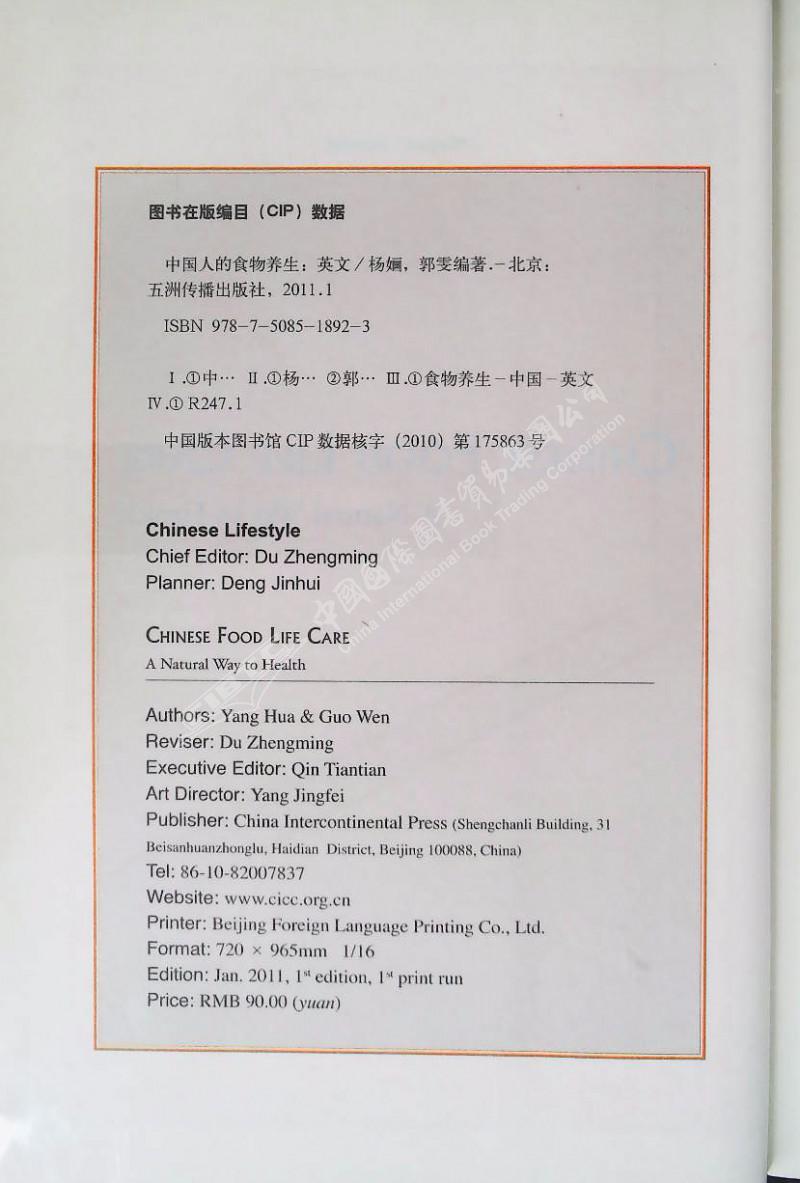 图书在版编目（CIP）数据
中国人的食物养生：英文／杨婳，郭雯编著.－北京：
五洲传播出版社，2011.1
ISBN 978-7-5085-1892-3
Ⅰ.①中… Ⅱ.①杨… ②郭… Ⅲ.①食物养生－中国－英文
Ⅳ.① R247.1
中国版本图书馆 CIP 数据核字（2010）第 175863 号
Chinese Lifestyle
Chief Editor: Du Zhengming
Planner: Deng Jinhui
CHINESE FOOD LIFE CARE
A Natural Way to Health
Authors: Yang Hua & Guo Wen
Reviser: Du Zhengming
Executive Editor: Qin Tiantian
Art Director: Yang Jingfei
Publisher: China Intercontinental Press (Shengchanli Building, 31
Beisanhuanzhonglu, Haidian District, Beijing 100088, China)
Tel: 86-10-82007837
Website: www.cicc.org.cn
Printer: Beijing Foreign Language Printing Co., Ltd.
Format: 720 × 965mm 1/16
Edition: Jan. 2011, 1st edition, 1st print run
Price: RMB 90.00 (yuan)
中國國際圖書貿易集團公司
China International Book Trading Corporation